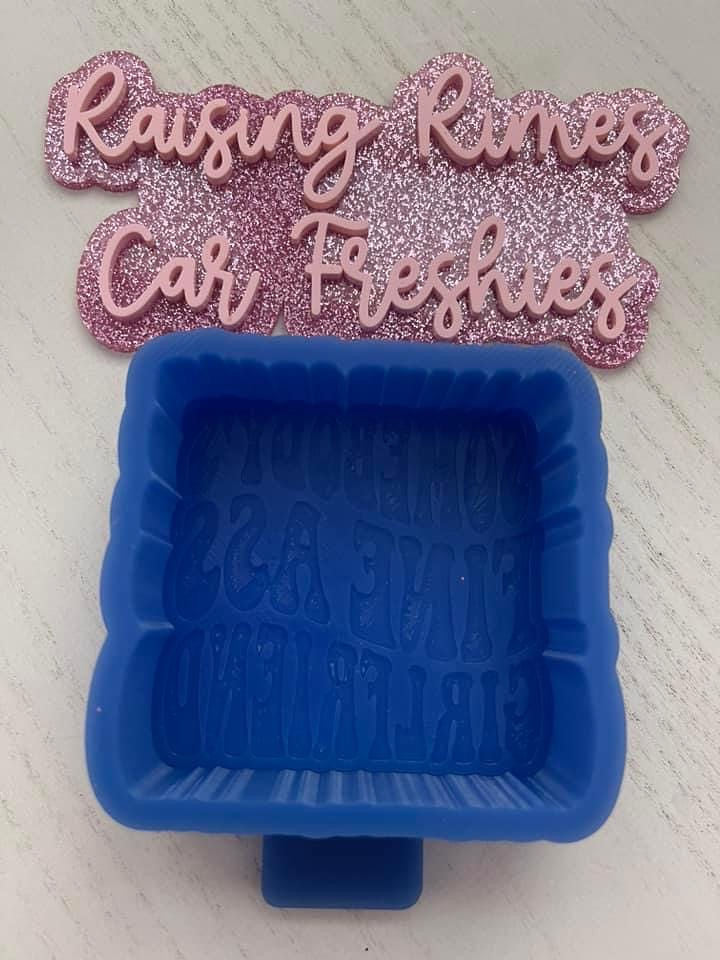 Raising Rimes
Car Freshies
SOMEBODY'S
FINE ASS
GIRLFRIEND